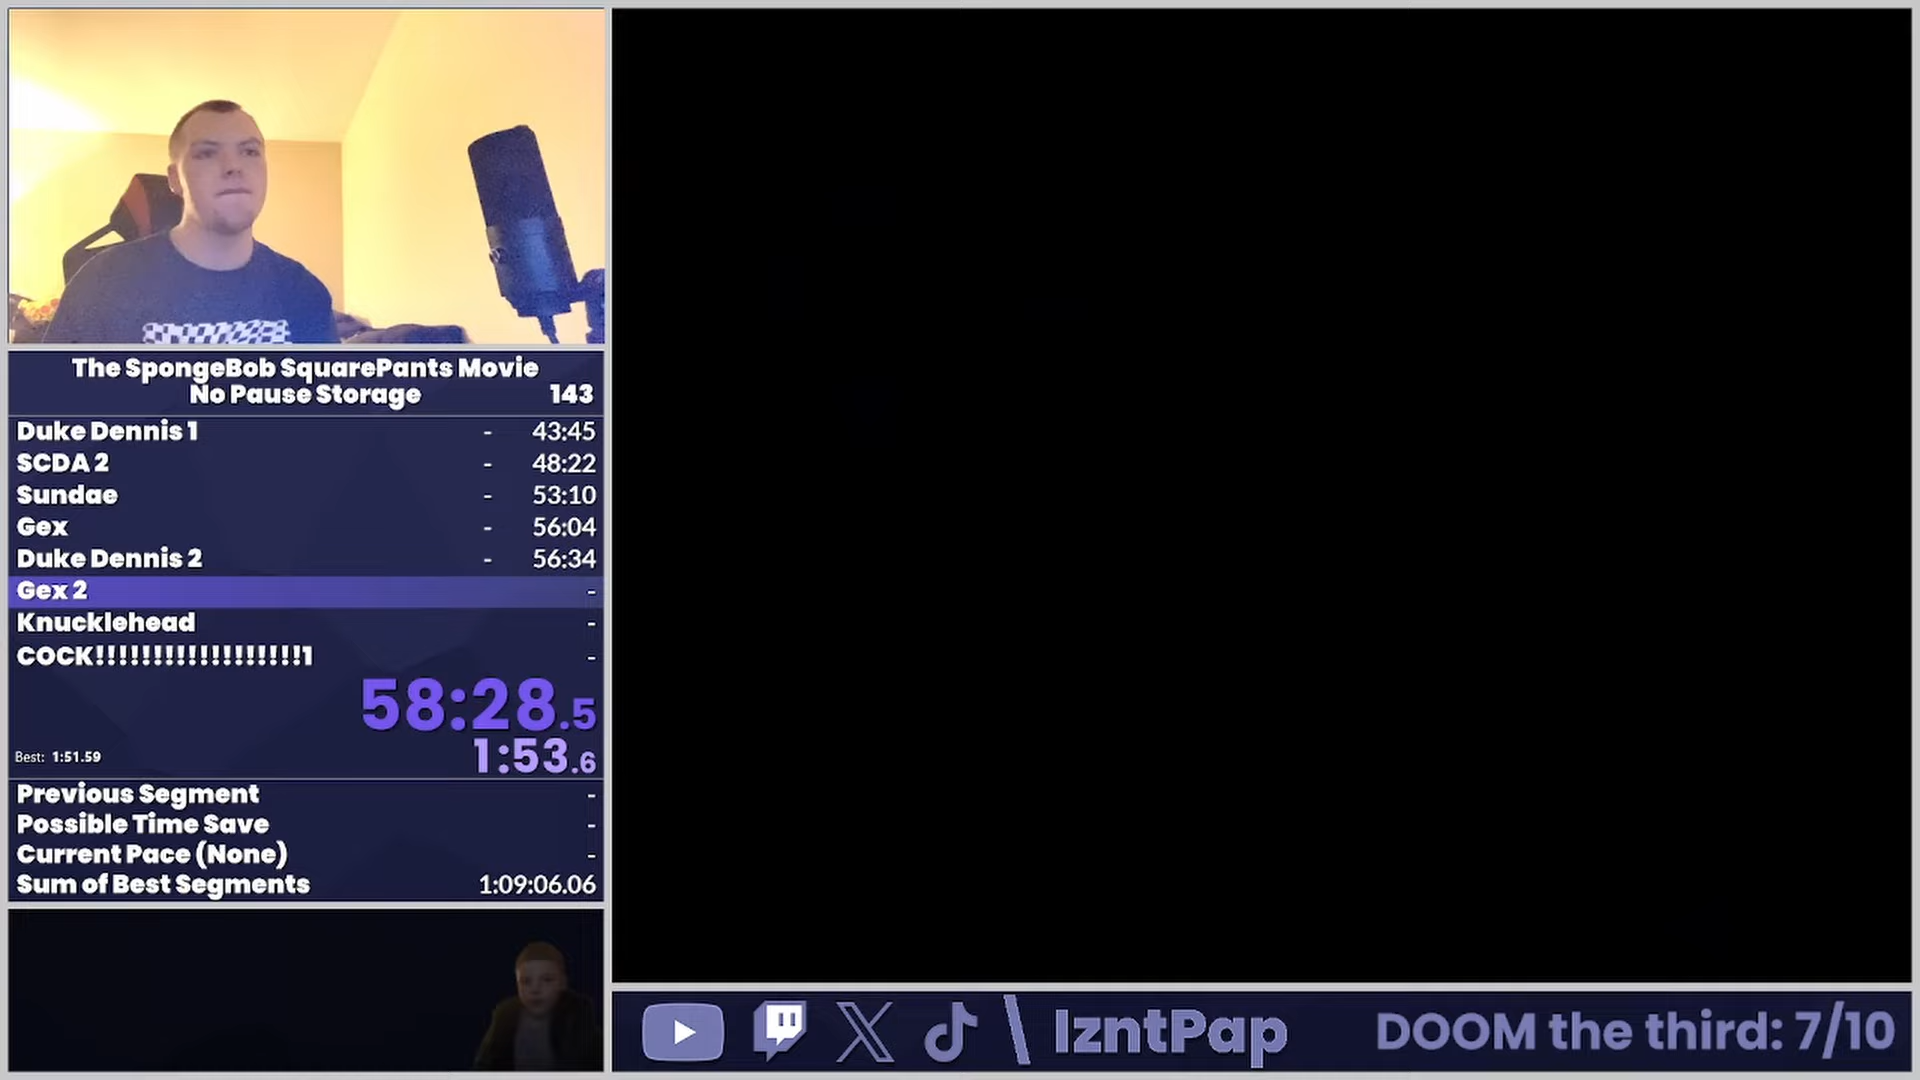 The SpongeBob SquarePants Movie
No Pause Storage 143
Duke Dennis 1 - 43:45
SCDA 2 - 48:22
Sundae - 53:10
Gex - 56:04
Duke Dennis 2 - 56:34
Gex 2 -
Knucklehead -
COCK!!!!!!!!!!!!!!!!!!1 -
58:28.5
Best: 1:51.59 1:53.6
Previous Segment -
Possible Time Save -
Current Pace (None) -
Sum of Best Segments 1:09:06.06
\ IzntPap DOOM the third: 7/10